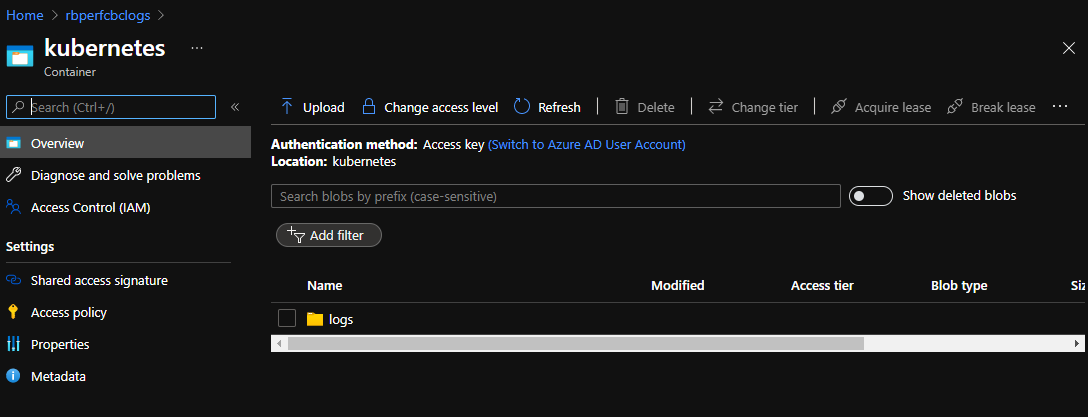 Home > rbperfcbclogs >
kubernetes ...
Container
Search (Ctrl+/) «
Overview
Diagnose and solve problems
Access Control (IAM)
Settings
Shared access signature
Access policy
Properties
Metadata
Upload Change access level Refresh Delete Change tier Acquire lease Break lease ...
Authentication method: Access key (Switch to Azure AD User Account)
Location: kubernetes
Search blobs by prefix (case-sensitive) Show deleted blobs
Add filter
Name Modified Access tier Blob type
logs